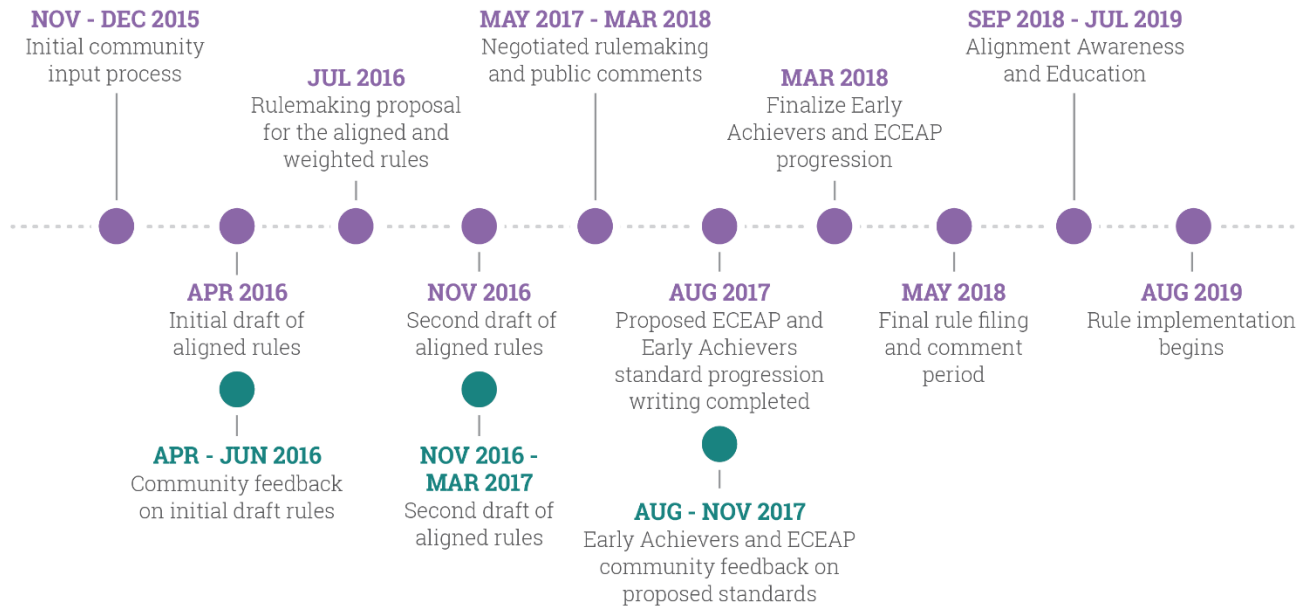 NOV - DEC 2015
Initial community
input process
APR 2016
Initial draft of
aligned rules
APR - JUN 2016
Community feedback
on initial draft rules
JUL 2016
Rulemaking proposal
for the aligned and
weighted rules
NOV 2016
Second draft of
aligned rules
NOV 2016 -
MAR 2017
Second draft of
aligned rules
MAY 2017 - MAR 2018
Negotiated rulemaking
and public comments
AUG 2017
Proposed ECEAP and
Early Achievers
standard progression
writing completed
AUG - NOV 2017
Early Achievers and ECEAP
community feedback on
proposed standards
MAR 2018
Finalize Early
Achievers and ECEAP
progression
MAY 2018
Final rule filing
and comment
period
SEP 2018 - JUL 2019
Alignment Awareness
and Education
AUG 2019
Rule implementation
begins